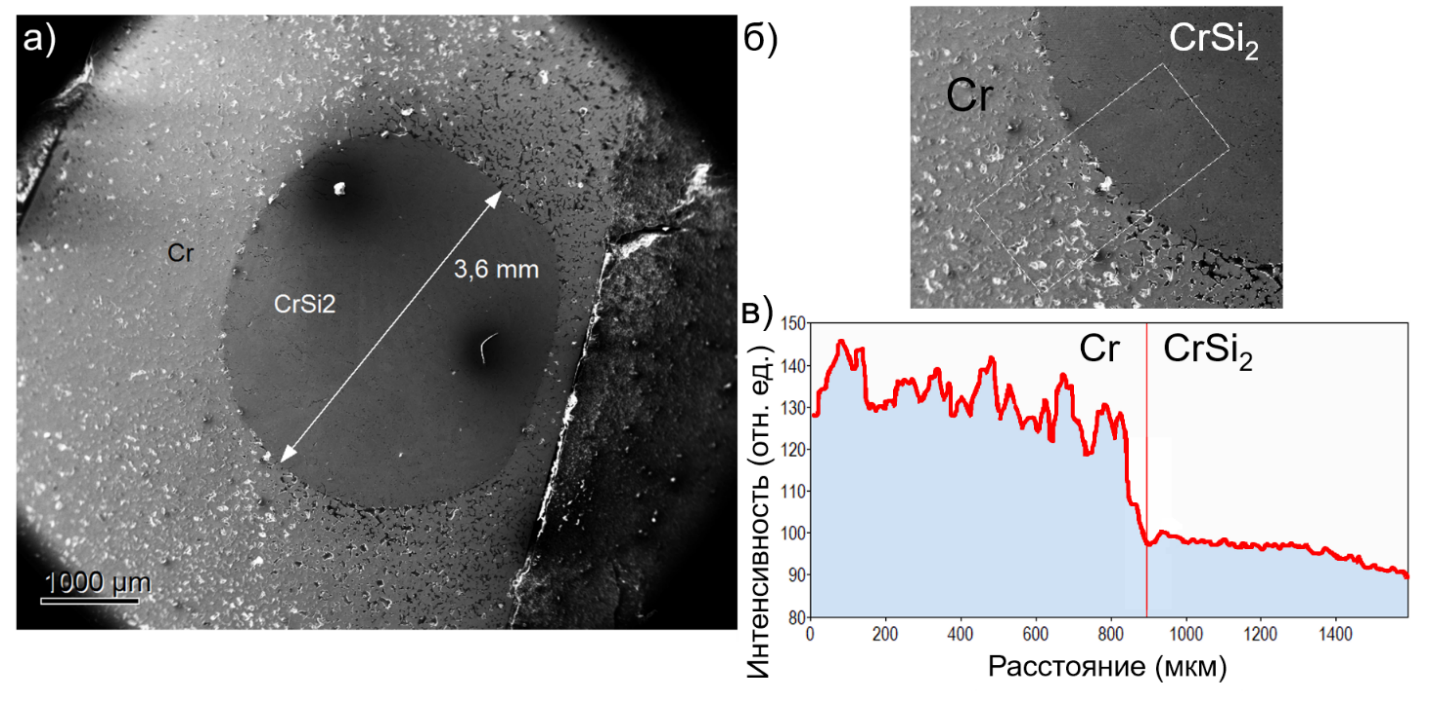 а)
Cr
CrSi2
3,6 mm
1000 µm
б)
Cr
CrSi₂
в)
Интенсивность (отн. ед.)
150
140
130
120
110
100
90
80
Cr
CrSi₂
0
200
400
600
800
1000
1200
1400
Расстояние (мкм)